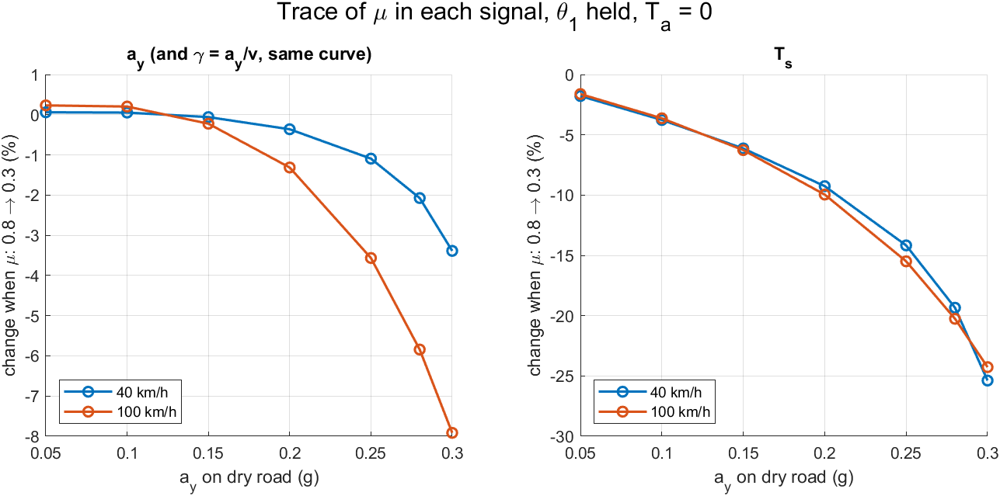 Trace of μ in each signal, θ1 held, Ta = 0
ay (and γ = ay/v, same curve)
change when μ: 0.8 → 0.3 (%)
1
0
-1
-2
-3
-4
-5
-6
-7
-8
40 km/h
100 km/h
0.05
0.1
0.15
0.2
0.25
0.3
ay on dry road (g)
Ts
change when μ: 0.8 → 0.3 (%)
0
-5
-10
-15
-20
-25
-30
40 km/h
100 km/h
0.05
0.1
0.15
0.2
0.25
0.3
ay on dry road (g)